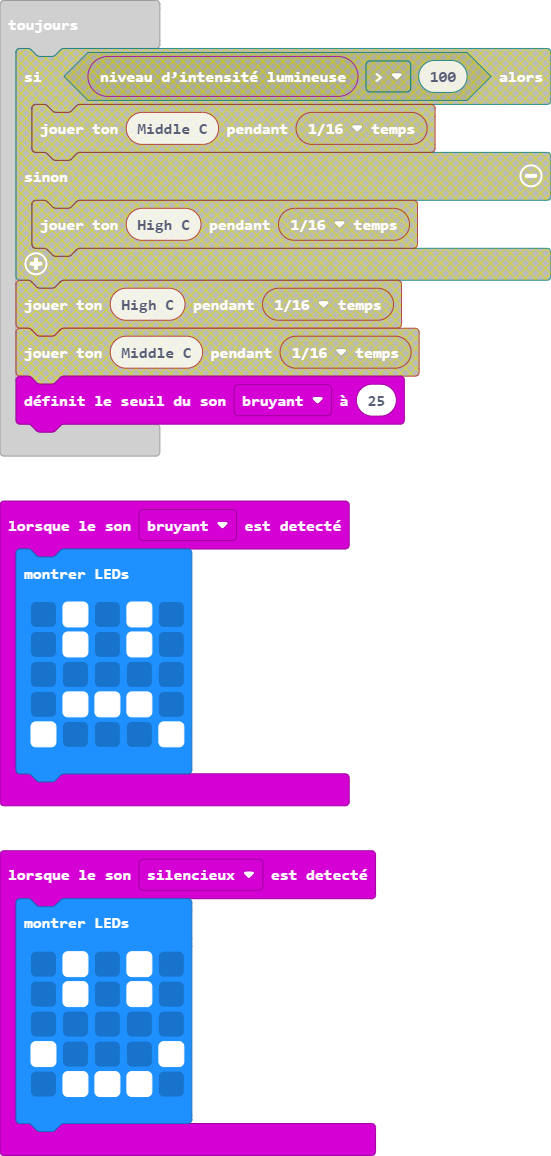 toujours
si niveau d'intensité lumineuse > 100 alors
jouer ton Middle C pendant 1/16 temps
sinon
jouer ton High C pendant 1/16 temps
jouer ton High C pendant 1/16 temps
jouer ton Middle C pendant 1/16 temps
définit le seuil du son bruyant à 25
lorsque le son bruyant est detecté
montrer LEDs
lorsque le son silencieux est detecté
montrer LEDs